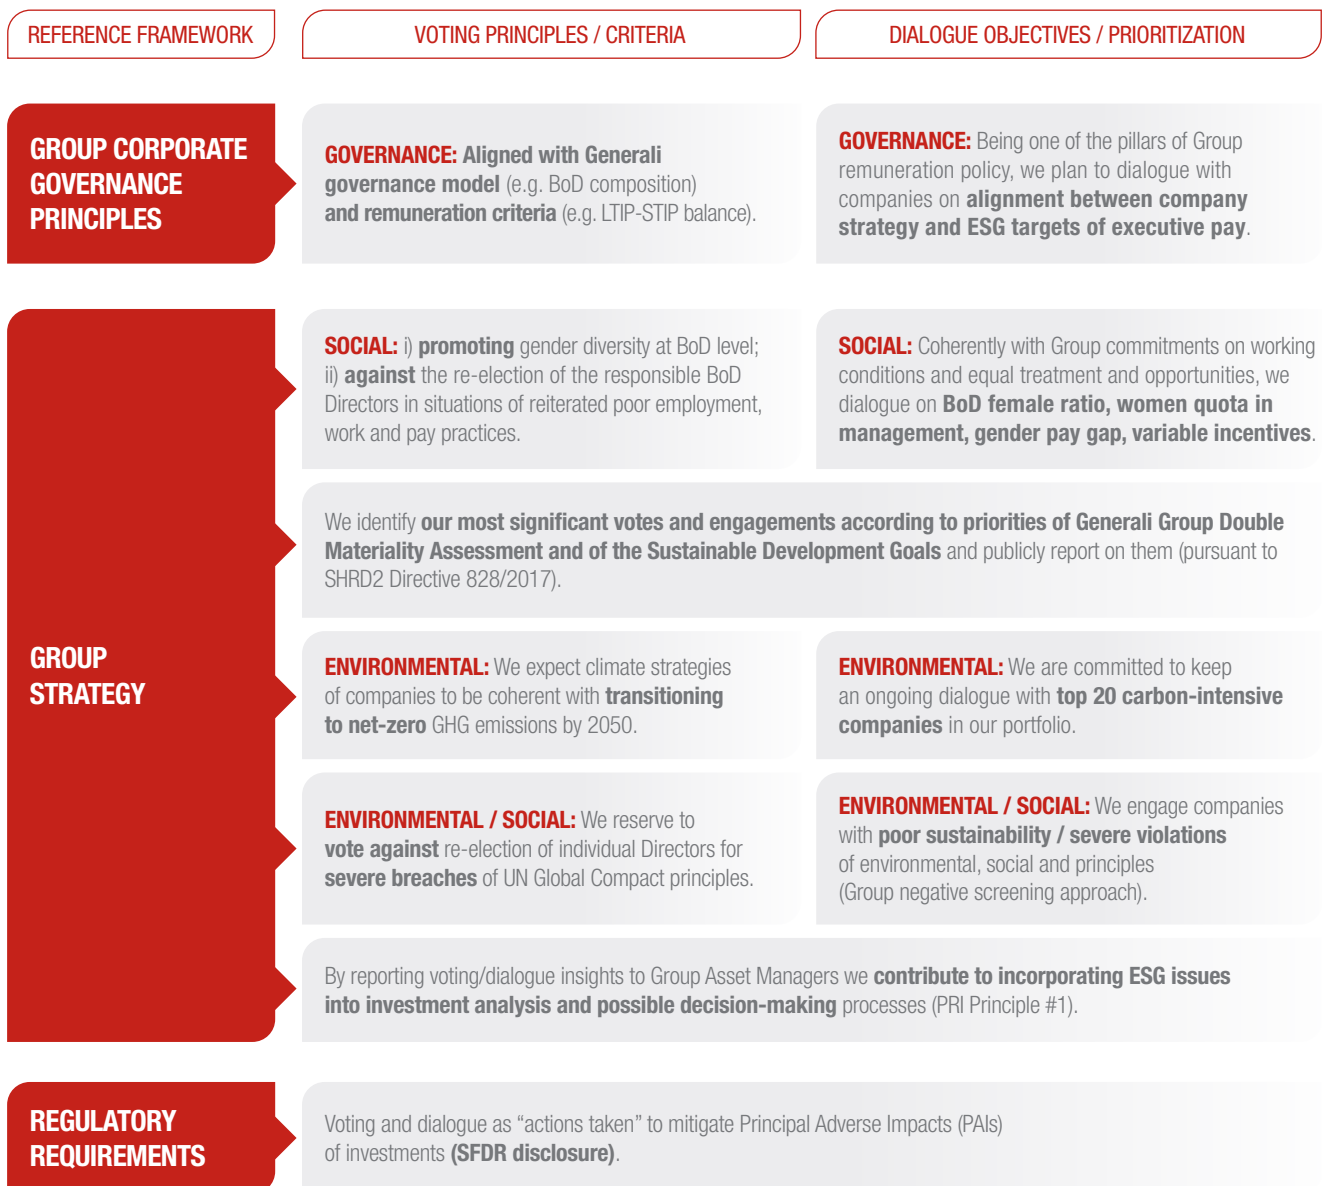 REFERENCE FRAMEWORK
VOTING PRINCIPLES / CRITERIA
DIALOGUE OBJECTIVES / PRIORITIZATION
GROUP CORPORATE
GOVERNANCE
PRINCIPLES
GOVERNANCE: Aligned with Generali
governance model (e.g. BoD composition)
and remuneration criteria (e.g. LTIP-STIP balance).
GOVERNANCE: Being one of the pillars of Group
remuneration policy, we plan to dialogue with
companies on alignment between company
strategy and ESG targets of executive pay.
GROUP
STRATEGY
SOCIAL: i) promoting gender diversity at BoD level;
ii) against the re-election of the responsible BoD
Directors in situations of reiterated poor employment,
work and pay practices.
SOCIAL: Coherently with Group commitments on working
conditions and equal treatment and opportunities, we
dialogue on BoD female ratio, women quota in
management, gender pay gap, variable incentives.
We identify our most significant votes and engagements according to priorities of Generali Group Double
Materiality Assessment and of the Sustainable Development Goals and publicly report on them (pursuant to
SHRD2 Directive 828/2017).
ENVIRONMENTAL: We expect climate strategies
of companies to be coherent with transitioning
to net-zero GHG emissions by 2050.
ENVIRONMENTAL: We are committed to keep
an ongoing dialogue with top 20 carbon-intensive
companies in our portfolio.
ENVIRONMENTAL / SOCIAL: We reserve to
vote against re-election of individual Directors for
severe breaches of UN Global Compact principles.
ENVIRONMENTAL / SOCIAL: We engage companies
with poor sustainability / severe violations
of environmental, social and principles
(Group negative screening approach).
By reporting voting/dialogue insights to Group Asset Managers we contribute to incorporating ESG issues
into investment analysis and possible decision-making processes (PRI Principle #1).
REGULATORY
REQUIREMENTS
Voting and dialogue as “actions taken” to mitigate Principal Adverse Impacts (PAIs)
of investments (SFDR disclosure).